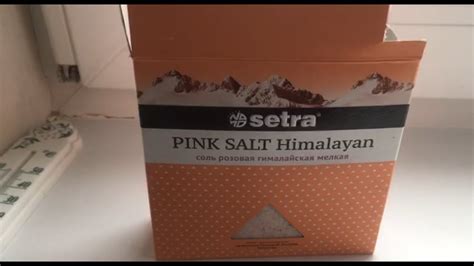 setra®
PINK SALT Himalayan
соль розовая гималайская мелкая